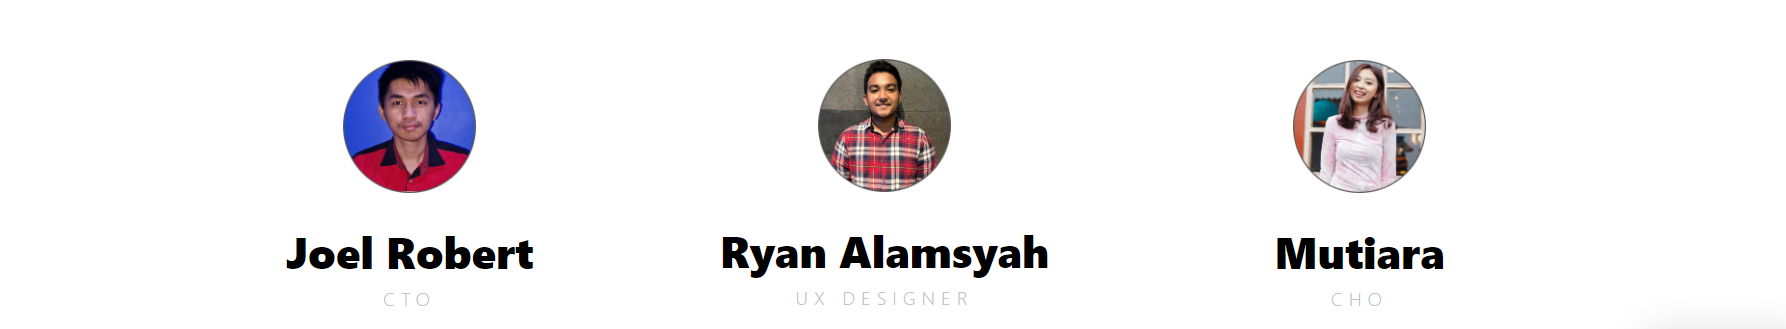 Joel Robert
CTO
Ryan Alamsyah
UX DESIGNER
Mutiara
CHO